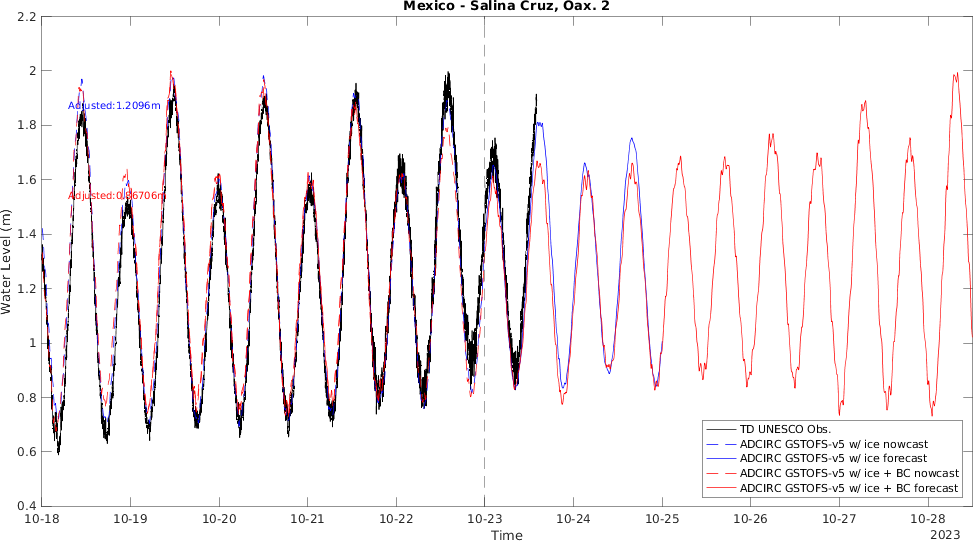 Mexico - Salina Cruz, Oax. 2
2.2
2
1.8
1.6
1.4
1.2
1
0.8
0.6
0.4
Water Level (m)
Adjusted:1.2096m
Adjusted:0.96706m
TD UNESCO Obs.
ADCIRC GSTOFS-v5 w/ ice nowcast
ADCIRC GSTOFS-v5 w/ ice forecast
ADCIRC GSTOFS-v5 w/ ice + BC nowcast
ADCIRC GSTOFS-v5 w/ ice + BC forecast
10-18 10-19 10-20 10-21 10-22 10-23 10-24 10-25 10-26 10-27 10-28
2023
Time